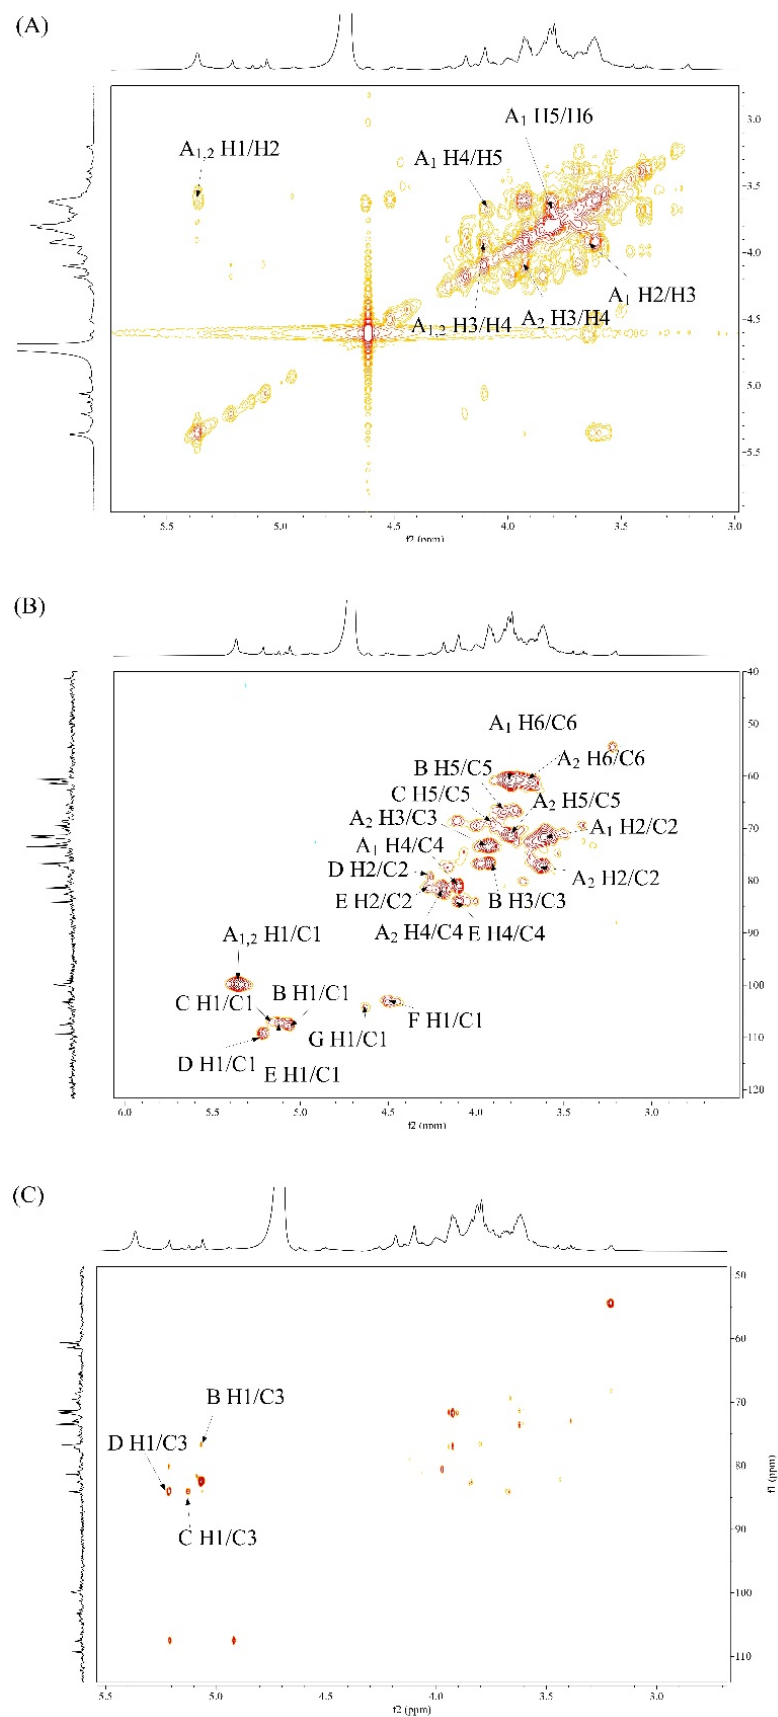 (A)
A1 H5/H6
A1,2 H1/H2
A1 H4/H5
A1 H2/H3
A1,2 H3/H4
A2 H3/H4
3.0
3.5
4.0
4.5
5.0
5.5
5.5 5.0 4.5 4.0 3.5 3.0
f2 (ppm)
(B)
40
50
60
70
80
90
100
110
120
A1 H6/C6
A2 H6/C6
B H5/C5
C H5/C5
A2 H5/C5
A2 H3/C3
A1 H2/C2
A1 H4/C4
D H2/C2
A2 H2/C2
E H2/C2
B H3/C3
A2 H4/C4
E H4/C4
A1,2 H1/C1
C H1/C1
B H1/C1
F H1/C1
G H1/C1
D H1/C1
E H1/C1
6.0 5.5 5.0 4.5 4.0 3.5 3.0
f2 (ppm)
(C)
50
60
70
80
90
100
110
f1 (ppm)
B H1/C3
D H1/C3
C H1/C3
5.5 5.0 4.5 4.0 3.5 3.0
f2 (ppm)